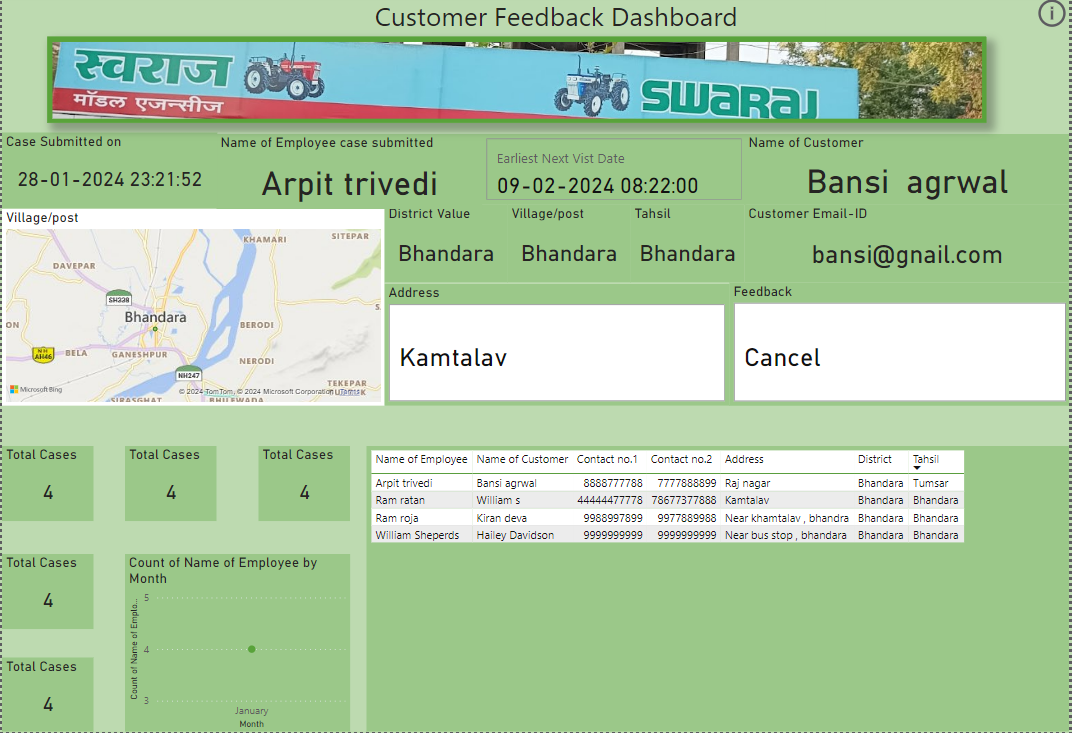 Customer Feedback Dashboard
स्वराज
मॉडल एजन्सीज
SWARAJ
Case Submitted on
28-01-2024 23:21:52
Name of Employee case submitted
Arpit trivedi
Earliest Next Vist Date
09-02-2024 08:22:00
Name of Customer
Bansi agrwal
Village/post
KHAMARI
SITEPAR
DAVEPAR
SH338
Bhandara
BERODI
NH
AH46
BELA
GANESHPUR
NERODI
NH247
TEKEPAR
Microsoft Bing
© 2024 TomTom, © 2024 Microsoft Corporation Terms
SIRASGHAT
BHILEWADA
District Value
Bhandara
Village/post
Bhandara
Tahsil
Bhandara
Customer Email-ID
bansi@gnail.com
Address
Kamtalav
Feedback
Cancel
Total Cases
4
Total Cases
4
Total Cases
4
Total Cases
4
Total Cases
4
Count of Name of Employee by
Month
Count of Name of Emplo...
5
4
3
January
Month
Name of Employee Name of Customer Contact no.1 Contact no.2 Address District Tahsil
Arpit trivedi Bansi agrwal 8888777788 7777888899 Raj nagar Bhandara Tumsar
Ram ratan William s 44444477778 78677377888 Kamtalav Bhandara Bhandara
Ram roja Kiran deva 9988997899 9977889988 Near khamtalav , bhandra Bhandara Bhandara
William Sheperds Hailey Davidson 9999999999 9999999999 Near bus stop , bhandara Bhandara Bhandara